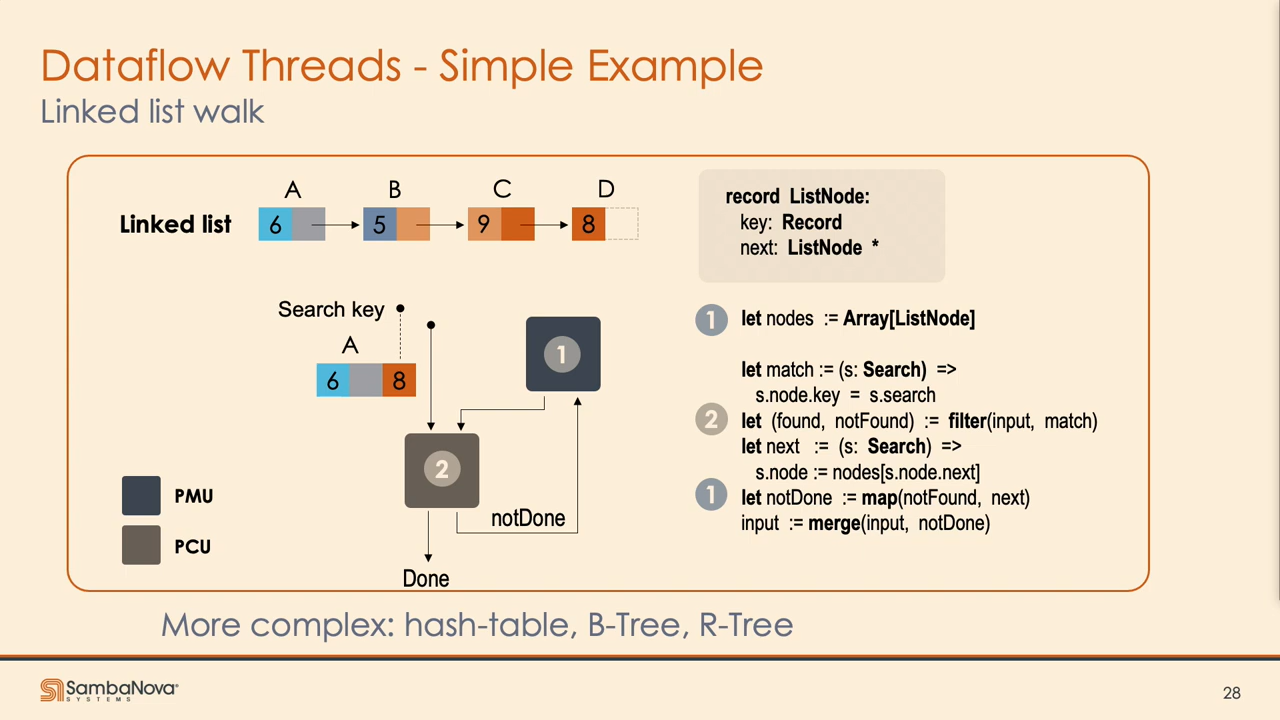 Dataflow Threads - Simple Example
Linked list walk
A B C D
Linked list 6 5 9 8
record ListNode:
key: Record
next: ListNode *
Search key
A
6 8
1
2
notDone
Done
PMU
PCU
1 let nodes := Array[ListNode]
let match := (s: Search) =>
s.node.key = s.search
2 let (found, notFound) := filter(input, match)
let next := (s: Search) =>
s.node := nodes[s.node.next]
1 let notDone := map(notFound, next)
input := merge(input, notDone)
More complex: hash-table, B-Tree, R-Tree
SambaNova
SYSTEMS
28